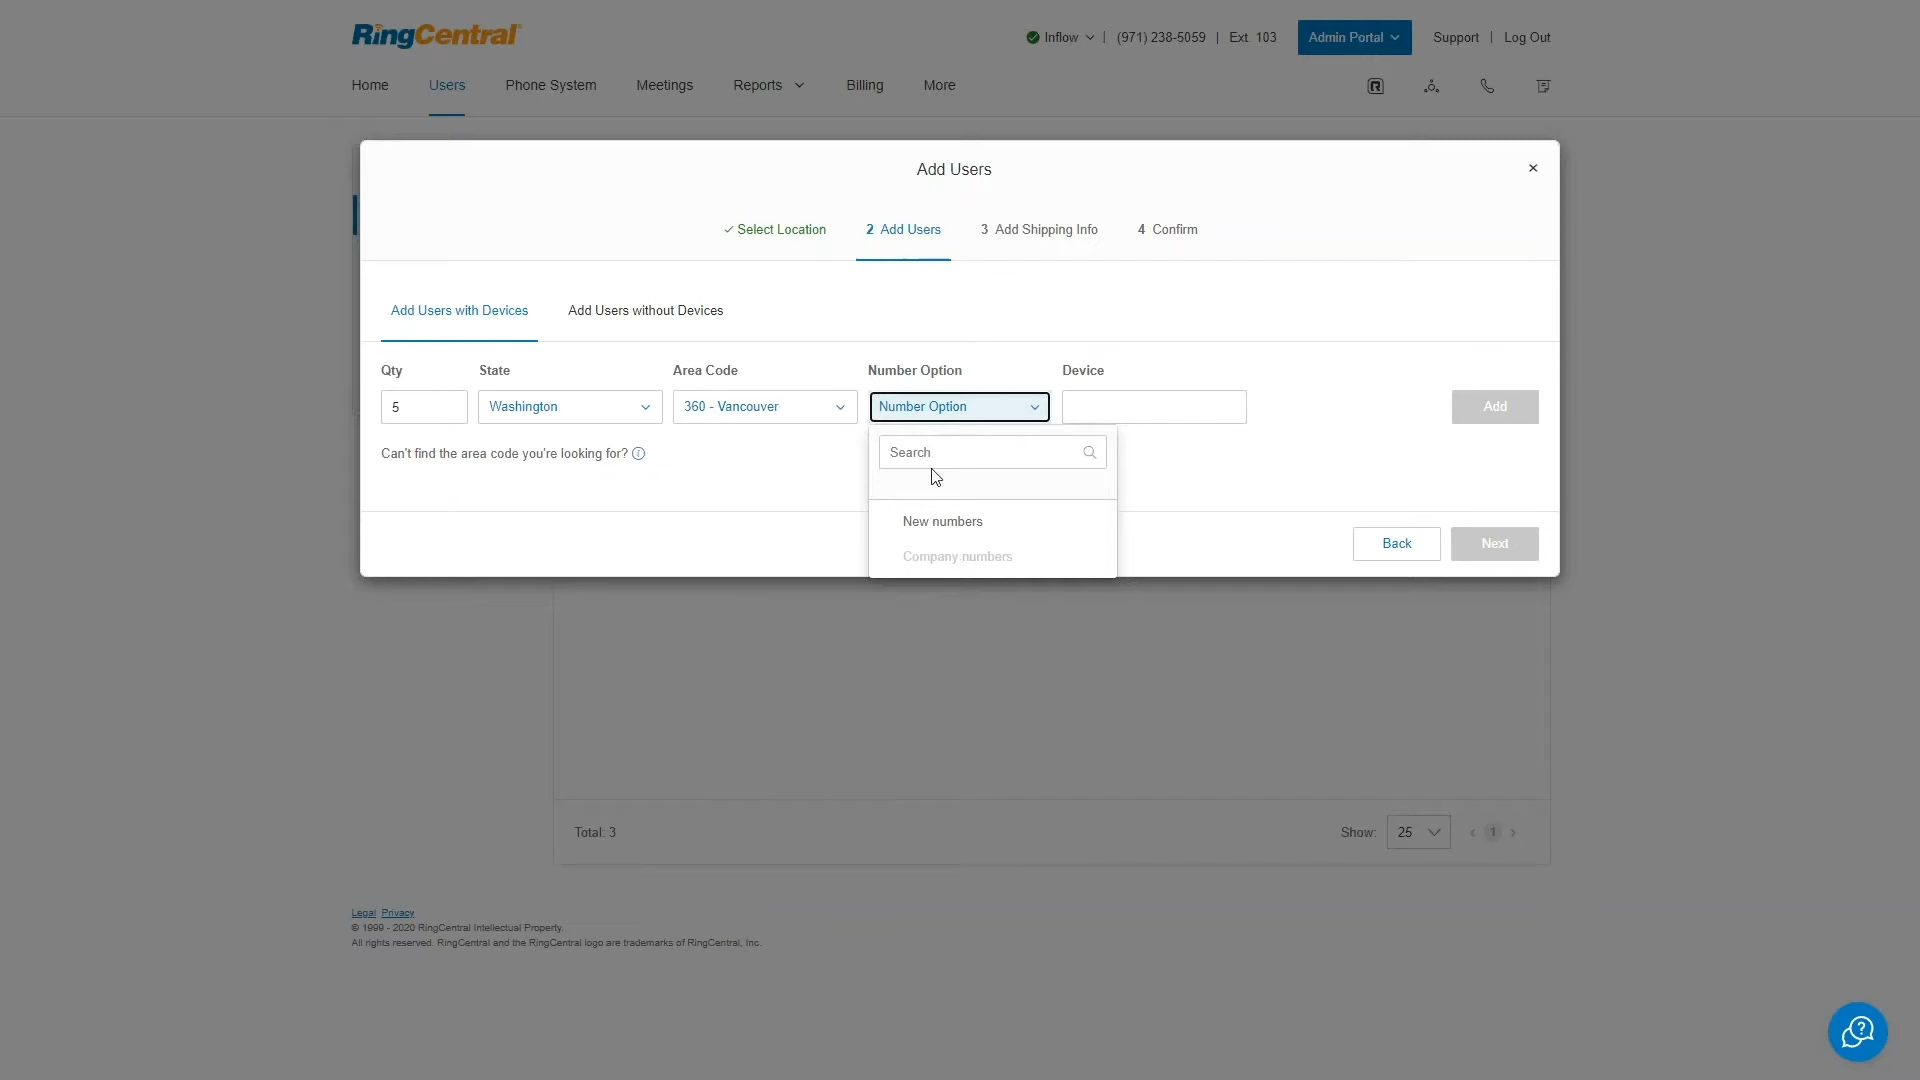 RingCentral
Inflow | (971) 238-5059 | Ext. 103 Admin Portal Support | Log Out
Home Users Phone System Meetings Reports Billing More
Add Users ×
✓ Select Location 2 Add Users 3 Add Shipping Info 4 Confirm
Add Users with Devices Add Users without Devices
Qty State Area Code Number Option Device
5 Washington 360 - Vancouver Number Option Add
Can't find the area code you're looking for?
Search
New numbers
Company numbers
Back Next
Total: 3 Show: 25 ‹ 1 ›
Legal Privacy
© 1999 - 2020 RingCentral Intellectual Property.
All rights reserved. RingCentral and the RingCentral logo are trademarks of RingCentral, Inc.